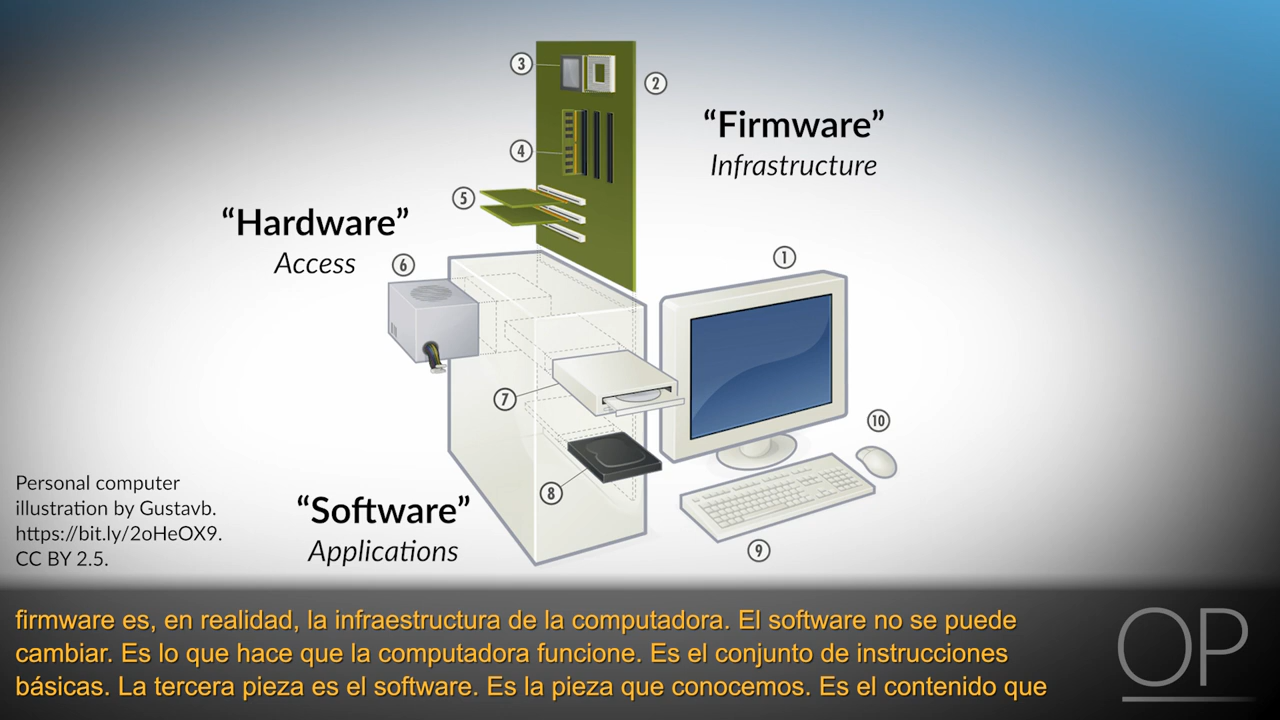 3
2
“Firmware”
Infrastructure
4
5
“Hardware”
Access
6
1
7
10
8
9
Personal computer
illustration by Gustavb.
https://bit.ly/2oHeOX9.
CC BY 2.5.
“Software”
Applications
firmware es, en realidad, la infraestructura de la computadora. El software no se puede
cambiar. Es lo que hace que la computadora funcione. Es el conjunto de instrucciones
básicas. La tercera pieza es el software. Es la pieza que conocemos. Es el contenido que
OP